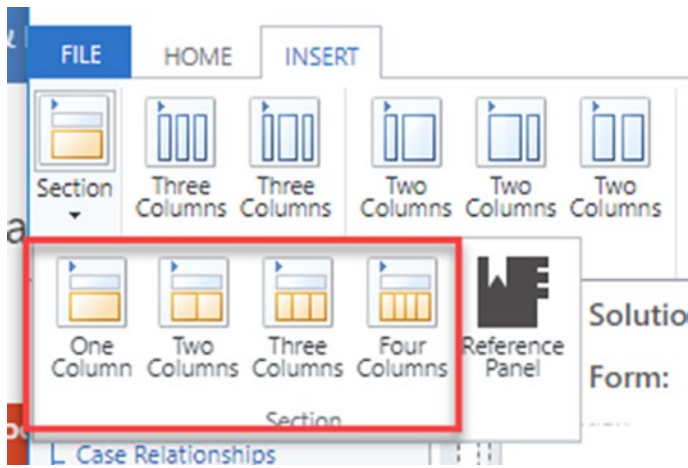 FILE HOME INSERT
Section Three Columns Three Columns Two Columns Two Columns Two Columns
One Column Two Columns Three Columns Four Columns Reference Panel
Section
Solutio
Form:
Case Relationships